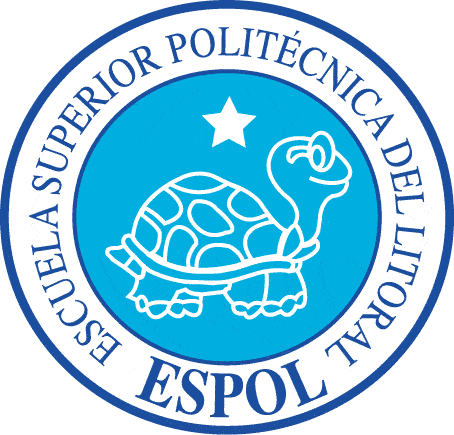 ESCUELA SUPERIOR POLITÉCNICA DEL LITORAL
ESPOL